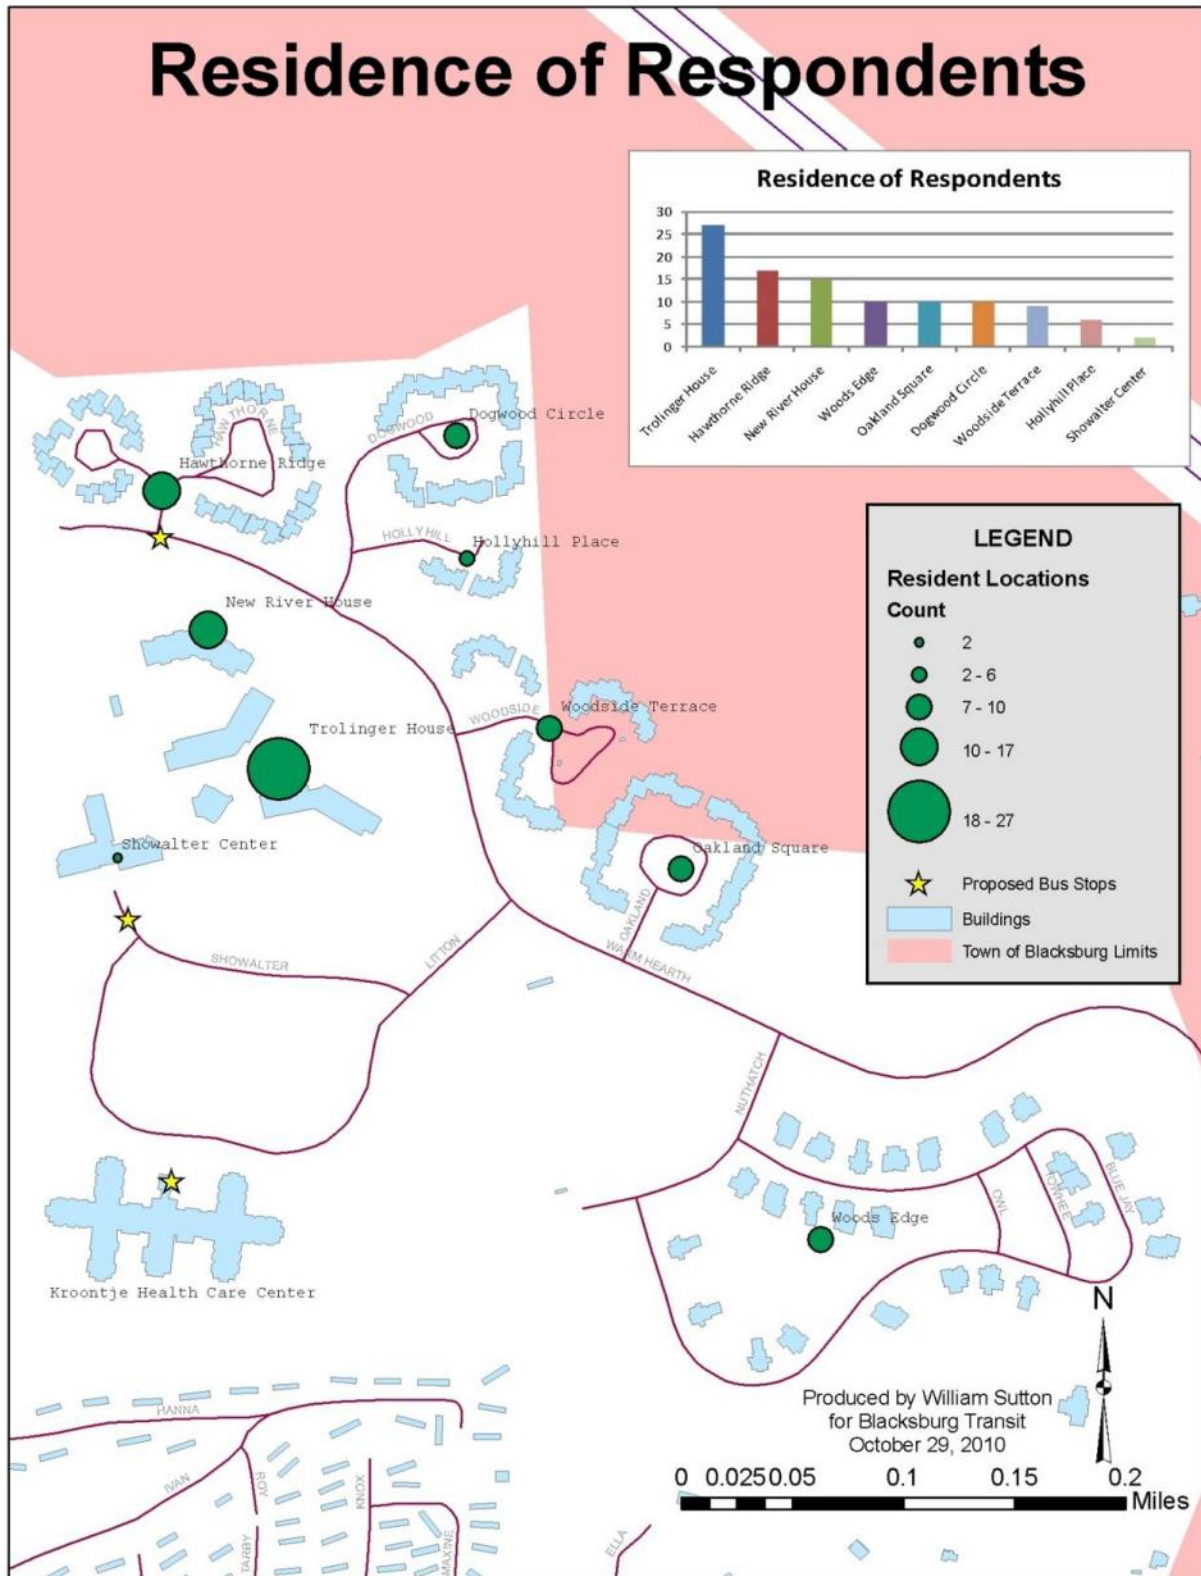 Residence of Respondents
Residence of Respondents
30
25
20
15
10
5
0
Trolinger House
Hawthorne Ridge
New River House
Woods Edge
Oakland Square
Dogwood Circle
Woodside Terrace
Hollyhill Place
Showalter Center
LEGEND
Resident Locations
Count
2
2 - 6
7 - 10
10 - 17
18 - 27
Proposed Bus Stops
Buildings
Town of Blacksburg Limits
HAWTHORNE
DOGWOOD
Dogwood Circle
Hawthorne Ridge
HOLLYHILL
Hollyhill Place
New River House
WOODSIDE
Woodside Terrace
Trolinger House
Showalter Center
Oakland Square
OAKLAND
WARM HEARTH
LITTON
SHOWALTER
NUTHATCH
OWL
TOWHEE
BLUE JAY
Woods Edge
Kroontje Health Care Center
N
Produced by William Sutton
for Blacksburg Transit
October 29, 2010
0 0.025 0.05 0.1 0.15 0.2
Miles
HANNA
IVAN
ROY
KNOX
TARBY
MAXINE
ELLA